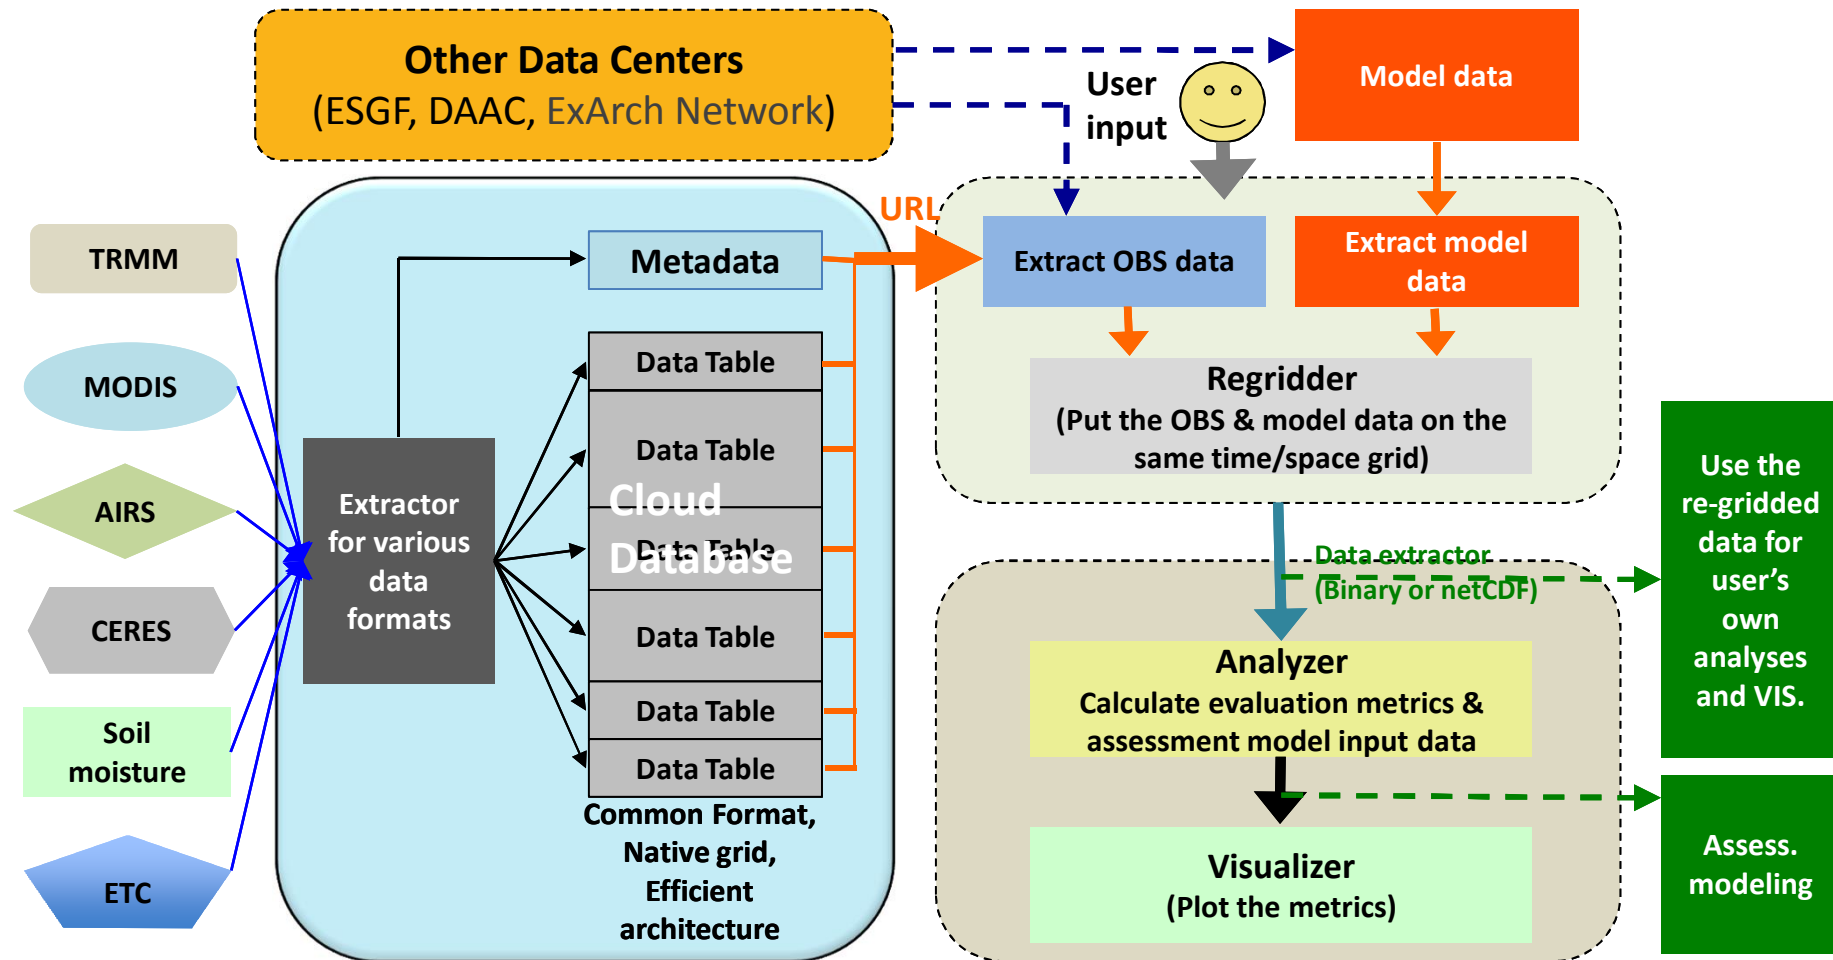 Other Data Centers
(ESGF, DAAC, ExArch Network)
User
input
Model data
URL
TRMM
MODIS
AIRS
CERES
Soil
moisture
ETC
Extractor
for various
data
formats
Metadata
Data Table
Data Table
Cloud
Data Table
Database
Data Table
Data Table
Data Table
Common Format,
Native grid,
Efficient
architecture
Extract OBS data
Extract model
data
Regridder
(Put the OBS & model data on the
same time/space grid)
Data extractor
(Binary or netCDF)
Analyzer
Calculate evaluation metrics &
assessment model input data
Visualizer
(Plot the metrics)
Use the
re-gridded
data for
user’s
own
analyses
and VIS.
Assess.
modeling